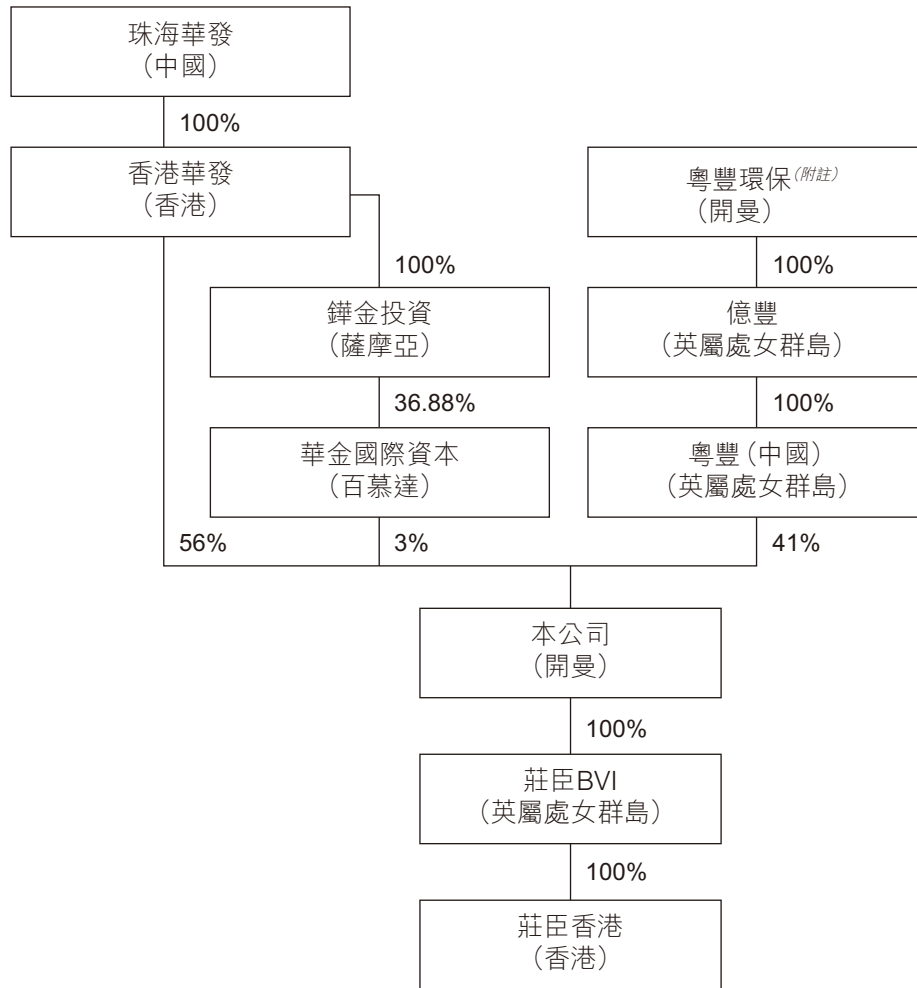 珠海華發
（中國）
100%
香港華發
（香港）
粵豐環保（附註）
（開曼）
100%
100%
鏵金投資
（薩摩亞）
億豐
（英屬處女群島）
36.88%
100%
華金國際資本
（百慕達）
粵豐（中國）
（英屬處女群島）
56%
3%
41%
本公司
（開曼）
100%
莊臣BVI
（英屬處女群島）
100%
莊臣香港
（香港）